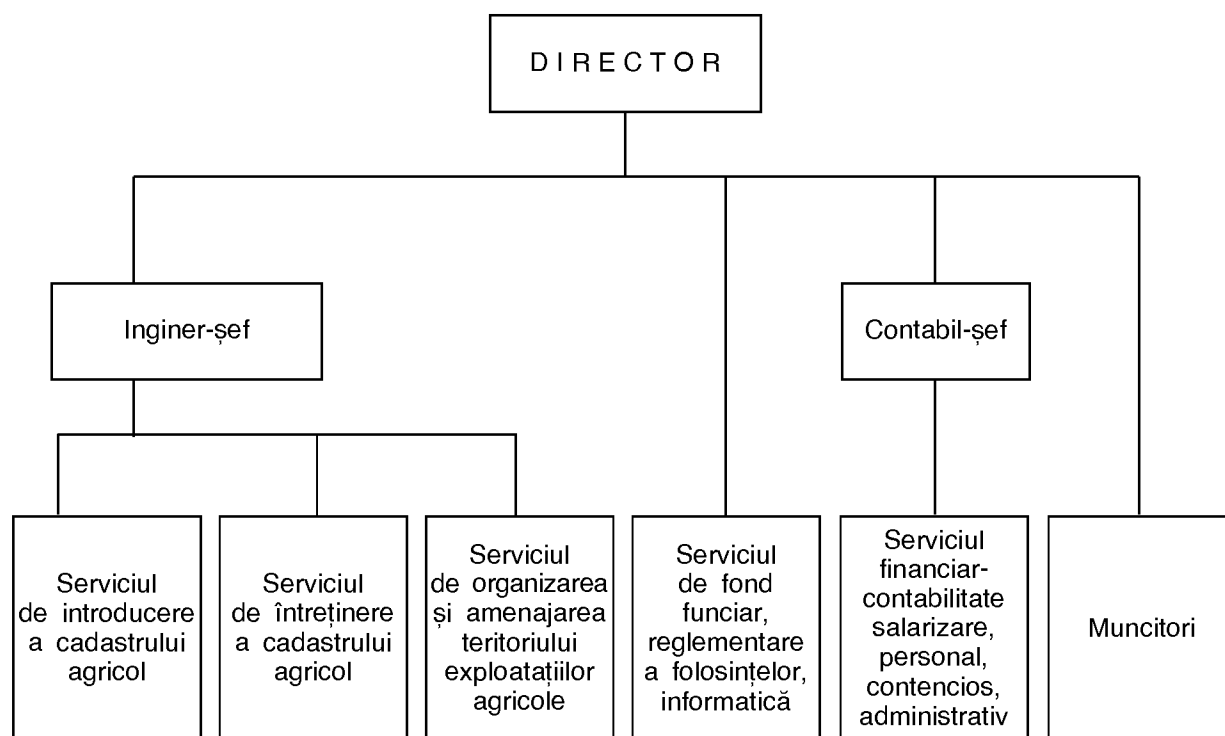 DIRECTOR
Inginer-șef
Contabil-șef
Serviciul
de introducere
a cadastrului
agricol
Serviciul
de întreținere
a cadastrului
agricol
Serviciul
de organizarea
și amenajarea
teritoriului
exploatațiilor
agricole
Serviciul
de fond
funciar,
reglementare
a folosințelor,
informatică
Serviciul
financiar-
contabilitate
salarizare,
personal,
contencios,
administrativ
Muncitori